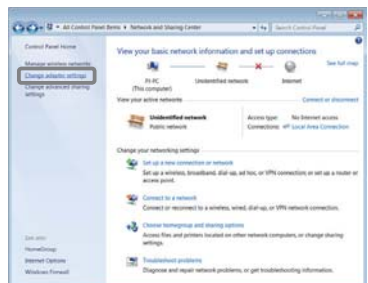 All Control Panel Items ▸ Network and Sharing Center
Search Control Panel
Control Panel Home
Manage wireless networks
Change adapter settings
Change advanced sharing
settings
View your basic network information and set up connections
See full map
PC
(This computer)
Unidentified network
Internet
View your active networks
Connect or disconnect
Unidentified network
Public network
Access type: No Internet access
Connections: Local Area Connection
Change your networking settings
Set up a new connection or network
Set up a wireless, broadband, dial-up, ad hoc, or VPN connection; or set up a router or
access point.
Connect to a network
Connect or reconnect to a wireless, wired, dial-up, or VPN network connection.
Choose homegroup and sharing options
Access files and printers located on other network computers, or change sharing
settings.
Troubleshoot problems
Diagnose and repair network problems, or get troubleshooting information.
See also
HomeGroup
Internet Options
Windows Firewall